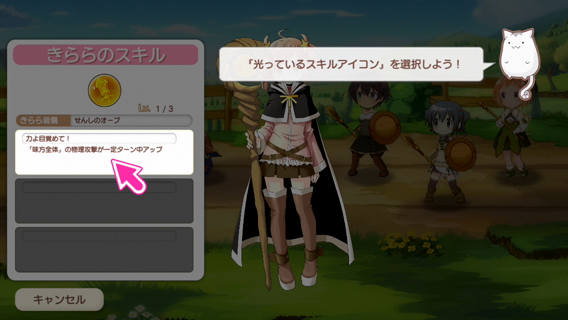 きららのスキル
「光っているスキルアイコン」を選択しよう！
Lv. 1 / 3
きらら装備 せんしのオーブ
力よ目覚めて！
「味方全体」の物理攻撃が一定ターン中アップ
キャンセル